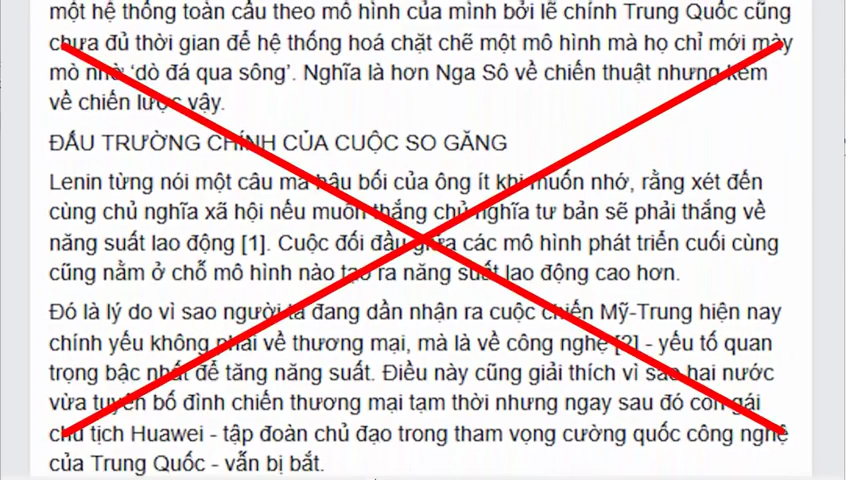 một hệ thống toàn cầu theo mô hình của mình bởi lẽ chính Trung Quốc cũng
chưa đủ thời gian để hệ thống hoá chặt chẽ một mô hình mà họ chỉ mới mày
mò nhờ ‘dò đá qua sông’. Nghĩa là hơn Nga Sô về chiến thuật nhưng kém
về chiến lược vậy.
ĐẤU TRƯỜNG CHÍNH CỦA CUỘC SO GĂNG
Lenin từng nói một câu mà hậu bối của ông ít khi muốn nhớ, rằng xét đến
cùng chủ nghĩa xã hội nếu muốn thắng chủ nghĩa tư bản sẽ phải thắng về
năng suất lao động [1]. Cuộc đối đầu giữa các mô hình phát triển cuối cùng
cũng nằm ở chỗ mô hình nào tạo ra năng suất lao động cao hơn.
Đó là lý do vì sao người ta đang dần nhận ra cuộc chiến Mỹ-Trung hiện nay
chính yếu không phải về thương mại, mà là về công nghệ [2] - yếu tố quan
trọng bậc nhất để tăng năng suất. Điều này cũng giải thích vì sao hai nước
vừa tuyên bố đình chiến thương mại tạm thời nhưng ngay sau đó con gái
chủ tịch Huawei - tập đoàn chủ đạo trong tham vọng cường quốc công nghệ
của Trung Quốc - vẫn bị bắt.